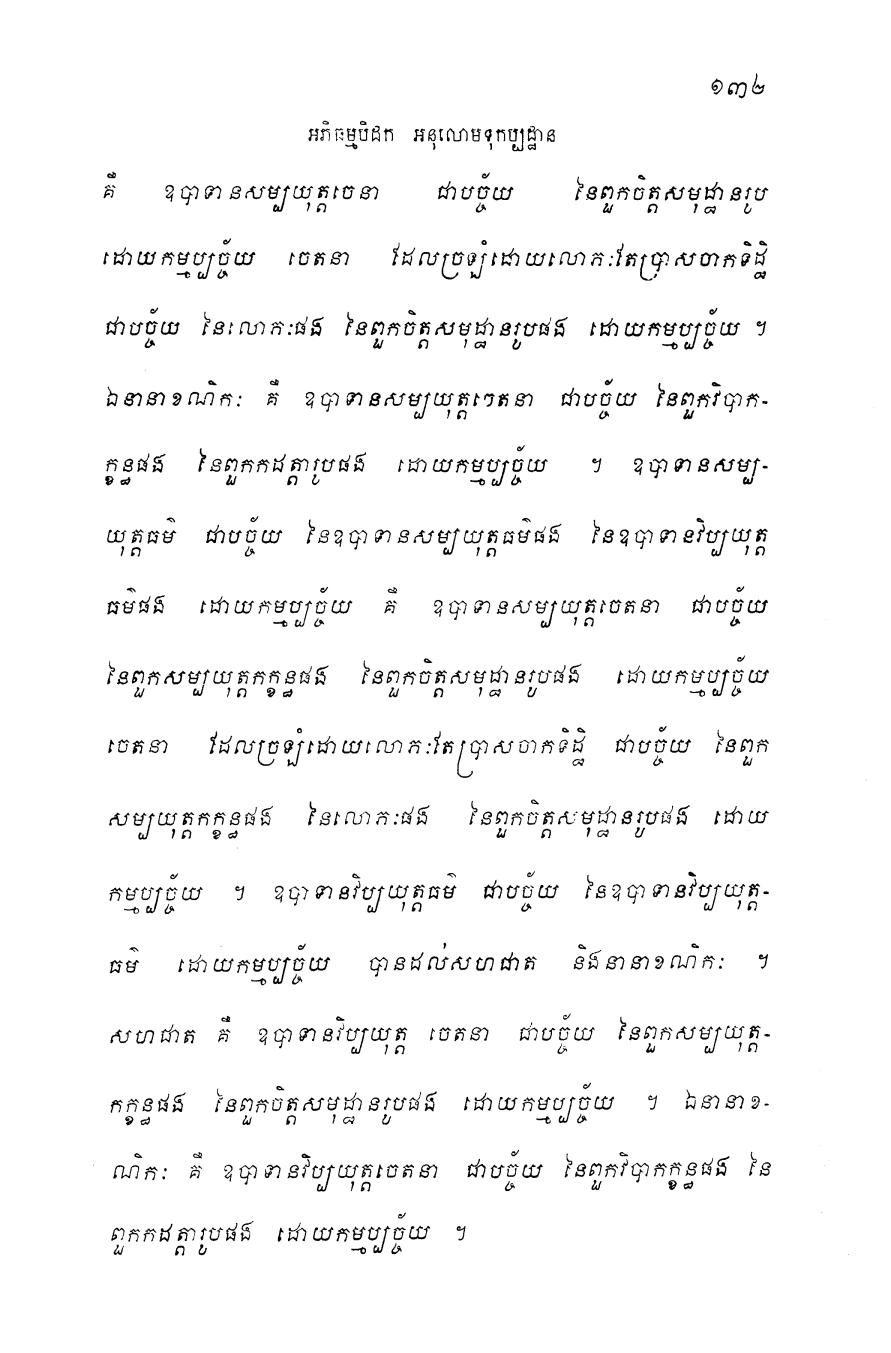 ១៣២
អភិធម្មបិដក អនុលោមទុកប្បដ្ឋាន
គឺ ឧបាទានសម្បយុត្តចេនា ជាបច្ច័យ នៃពួកចិត្តសមុដ្ឋានរូប
ដោយកម្មប្បច្ច័យ ចេតនា ដែលច្រឡំដោយលោភៈតែប្រាសចាកទិដ្ឋិ
ជាបច្ច័យ នៃលោភៈផង នៃពួកចិត្តសមុដ្ឋានរូបផង ដោយកម្មប្បច្ច័យ ។
ឯនានាខណិកៈ គឺ ឧបាទានសម្បយុត្តចេតនា ជាបច្ច័យ នៃពួកវិបាក-
ក្ខន្ធផង នៃពួកកដត្តារូបផង ដោយកម្មប្បច្ច័យ ។ ឧបាទានសម្ប-
យុត្តធម៌ ជាបច្ច័យ នៃឧបាទានសម្បយុត្តធម៌ផង នៃឧបាទានវិប្បយុត្ត
ធម៌ផង ដោយកម្មប្បច្ច័យ គឺ ឧបាទានសម្បយុត្តចេតនា ជាបច្ច័យ
នៃពួកសម្បយុត្តកក្ខន្ធផង នៃពួកចិត្តសមុដ្ឋានរូបផង ដោយកម្មប្បច្ច័យ
ចេតនា ដែលច្រឡំដោយលោភៈតែប្រាសចាកទិដ្ឋិ ជាបច្ច័យ នៃពួក
សម្បយុត្តកក្ខន្ធផង នៃលោភៈផង នៃពួកចិត្តសមុដ្ឋានរូបផង ដោយ
កម្មប្បច្ច័យ ។ ឧបាទានវិប្បយុត្តធម៌ ជាបច្ច័យ នៃឧបាទានវិប្បយុត្ត-
ធម៌ ដោយកម្មប្បច្ច័យ បានដល់សហជាត និងនានាខណិកៈ ។
សហជាត គឺ ឧបាទានវិប្បយុត្ត ចេតនា ជាបច្ច័យ នៃពួកសម្បយុត្ត-
កក្ខន្ធផង នៃពួកចិត្តសមុដ្ឋានរូបផង ដោយកម្មប្បច្ច័យ ។ ឯនានាខ-
ណិកៈ គឺ ឧបាទានវិប្បយុត្តចេតនា ជាបច្ច័យ នៃពួកវិបាកក្ខន្ធផង នៃ
ពួកកដត្តារូបផង ដោយកម្មប្បច្ច័យ ។